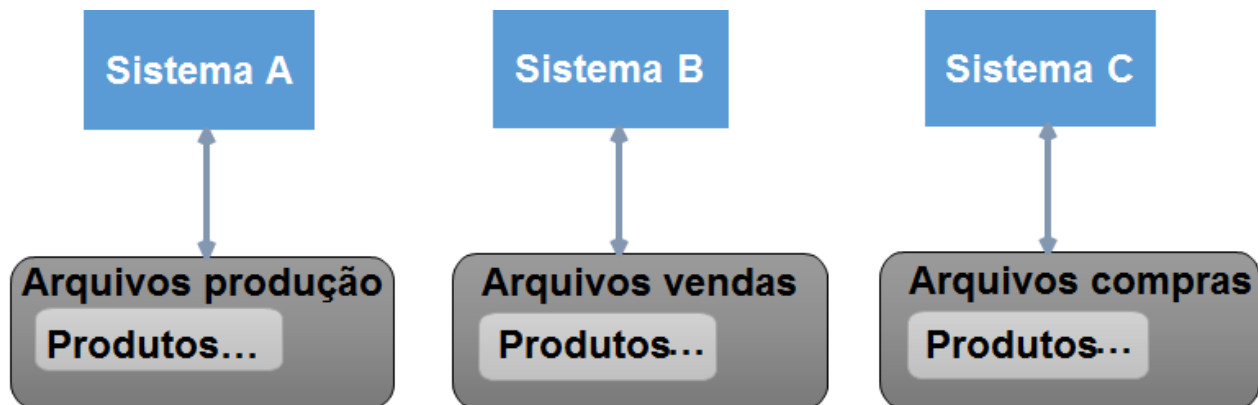 Sistema A
Sistema B
Sistema C
Arquivos produção
Produtos...
Arquivos vendas
Produtos...
Arquivos compras
Produtos...